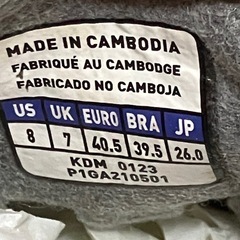 MADE IN CAMBODIA
FABRIQUÉ AU CAMBODGE
FABRICADO NO CAMBOJA
US UK EURO BRA JP
8 7 40.5 39.5 26.0
KDM 0123
P1GA210501